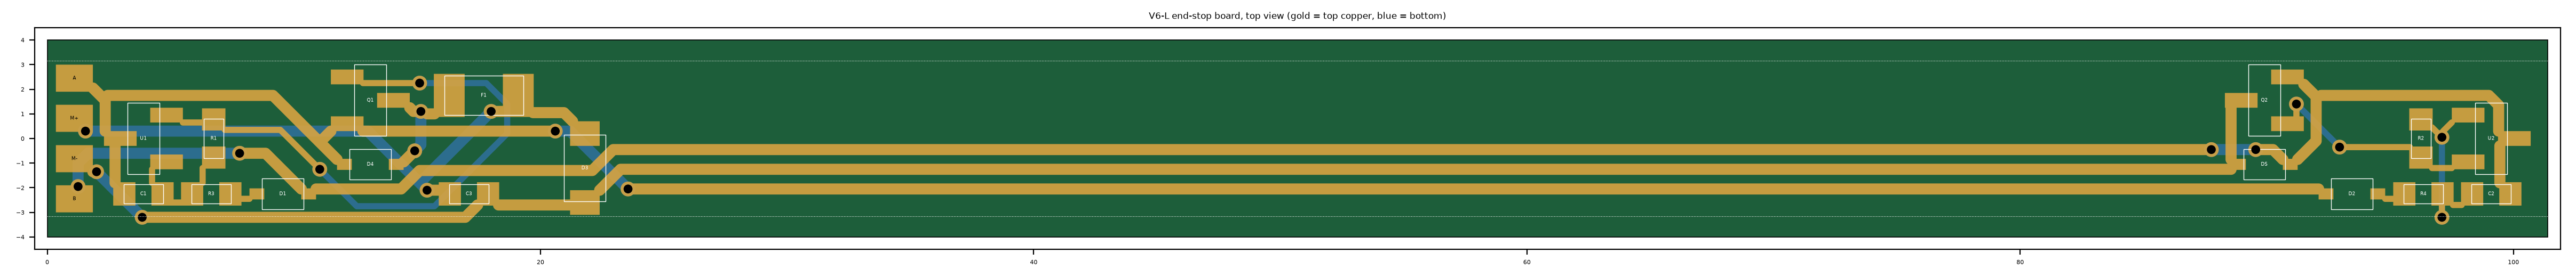 V6-L end-stop board, top view (gold = top copper, blue = bottom)
4
3
2
1
0
−1
−2
−3
−4
A
M+
M-
B
U1
R1
C1
R3
D1
Q1
D4
F1
C3
D3
Q2
D5
R2
U2
D2
R4
C2
0
20
40
60
80
100